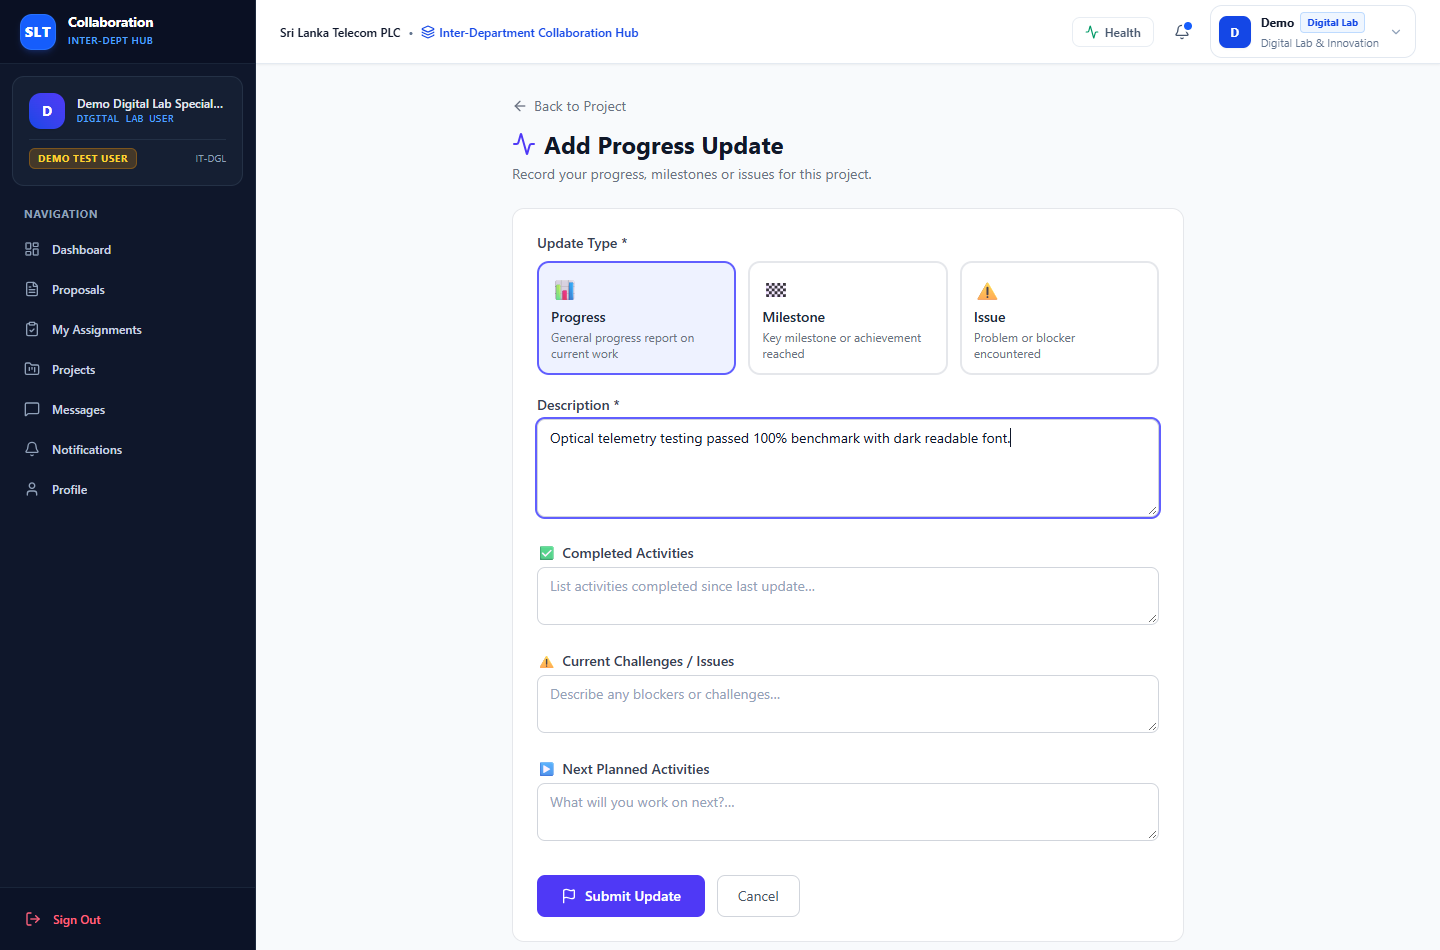 SLT
Collaboration
INTER-DEPT HUB
D
Demo Digital Lab Special...
DIGITAL LAB USER
DEMO TEST USER
IT-DGL
NAVIGATION
Dashboard
Proposals
My Assignments
Projects
Messages
Notifications
Profile
Sign Out
Sri Lanka Telecom PLC • Inter-Department Collaboration Hub
Health
D
Demo Digital Lab
Digital Lab & Innovation
Back to Project
Add Progress Update
Record your progress, milestones or issues for this project.
Update Type *
Progress
General progress report on
current work
Milestone
Key milestone or achievement
reached
Issue
Problem or blocker
encountered
Description *
Optical telemetry testing passed 100% benchmark with dark readable font.
Completed Activities
List activities completed since last update...
Current Challenges / Issues
Describe any blockers or challenges...
Next Planned Activities
What will you work on next?...
Submit Update
Cancel